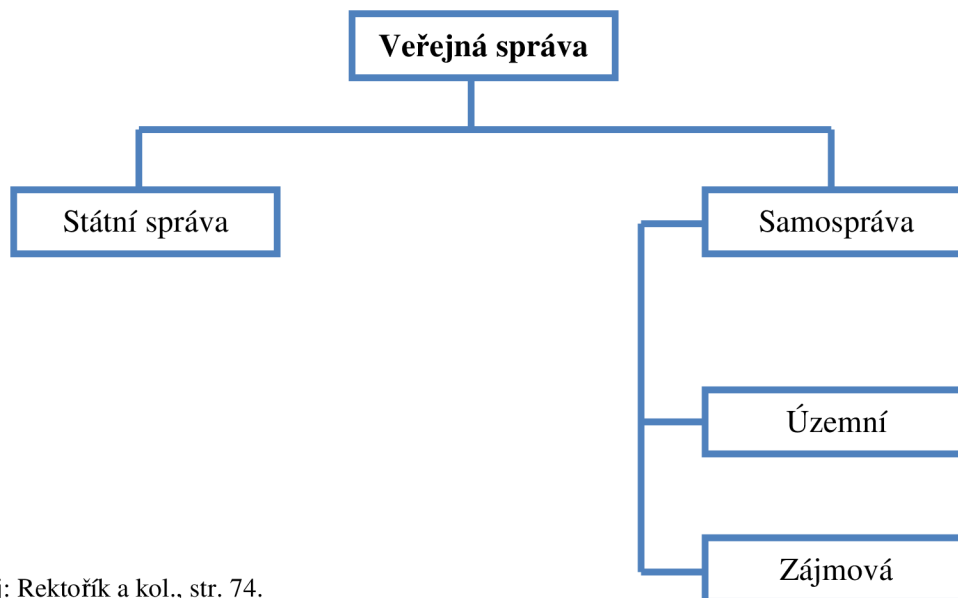 Veřejná správa
Státní správa
Samospráva
Územní
Zájmová
j: Rektořík a kol., str. 74.